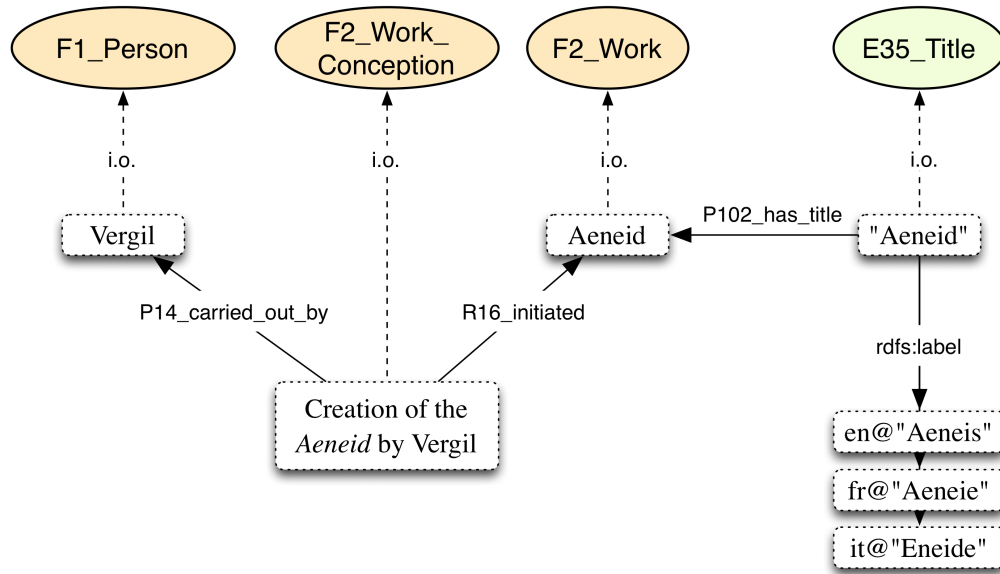 F1_Person
F2_Work_
Conception
F2_Work
E35_Title
i.o.
i.o.
i.o.
i.o.
Vergil
Aeneid
P102_has_title
"Aeneid"
P14_carried_out_by
R16_initiated
rdfs:label
Creation of the
Aeneid by Vergil
en@"Aeneis"
fr@"Aeneie"
it@"Eneide"